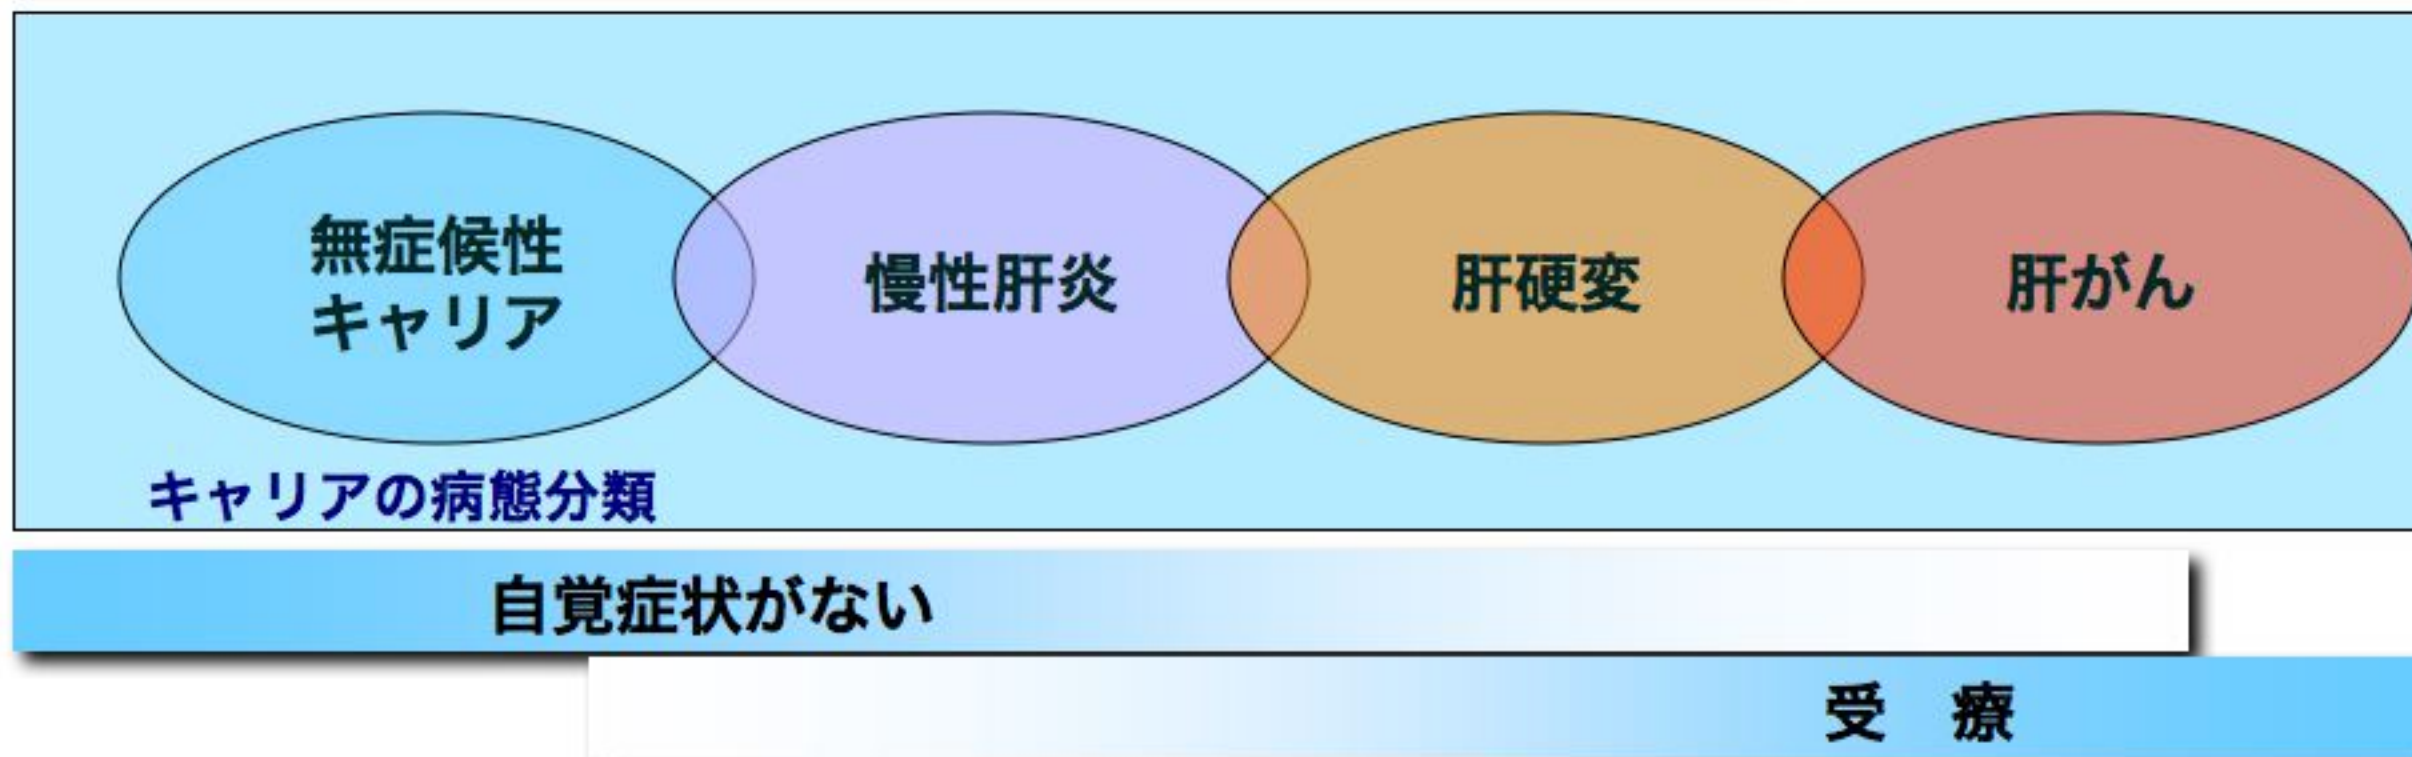 無症候性
キャリア
慢性肝炎
肝硬変
肝がん
キャリアの病態分類
自覚症状がない
受　療